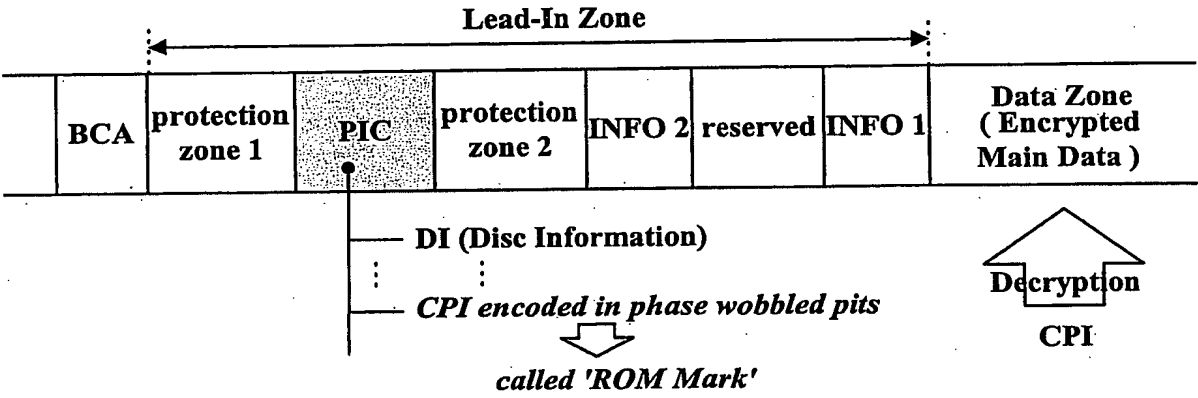 Lead-In Zone
BCA
protection
zone 1
PIC
protection
zone 2
INFO 2
reserved
INFO 1
Data Zone
( Encrypted
Main Data )
DI (Disc Information)
CPI encoded in phase wobbled pits
called 'ROM Mark'
Decryption
CPI